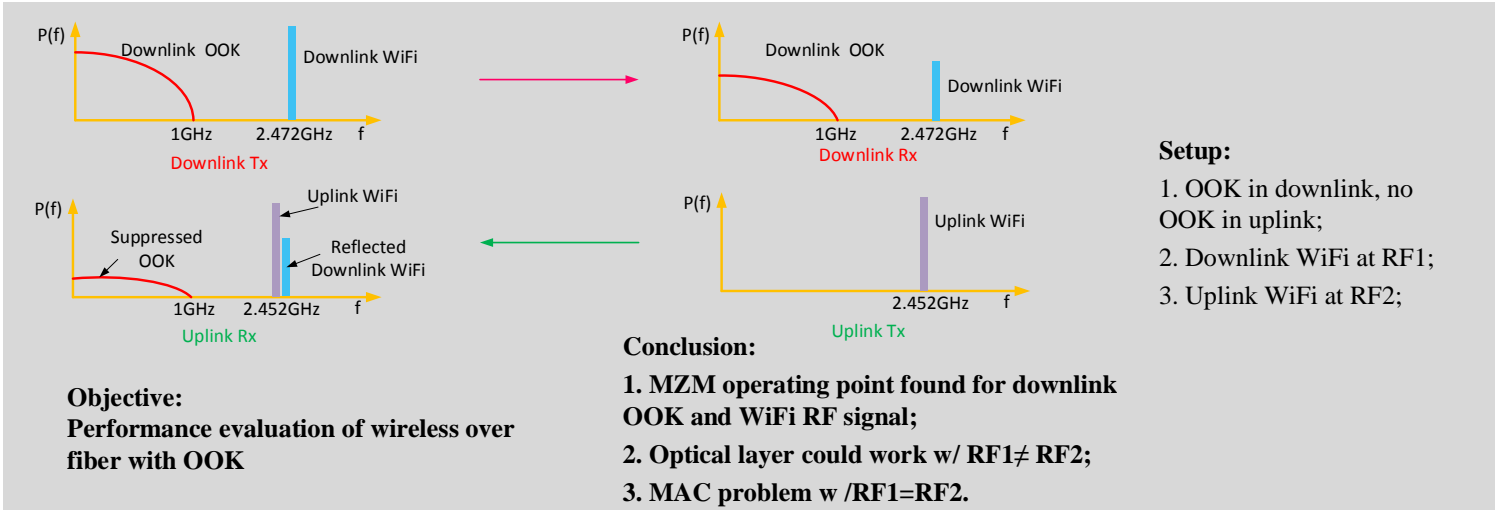 P(f)
Downlink OOK
Downlink WiFi
1GHz
2.472GHz
f
Downlink Tx
P(f)
Downlink OOK
Downlink WiFi
1GHz
2.472GHz
f
Downlink Rx
P(f)
Uplink WiFi
Suppressed
OOK
Reflected
Downlink WiFi
1GHz
2.452GHz
f
Uplink Rx
P(f)
Uplink WiFi
2.452GHz
f
Uplink Tx
Setup:
1. OOK in downlink, no
OOK in uplink;
2. Downlink WiFi at RF1;
3. Uplink WiFi at RF2;
Objective:
Performance evaluation of wireless over
fiber with OOK
Conclusion:
1. MZM operating point found for downlink
OOK and WiFi RF signal;
2. Optical layer could work w/ RF1≠ RF2;
3. MAC problem w /RF1=RF2.